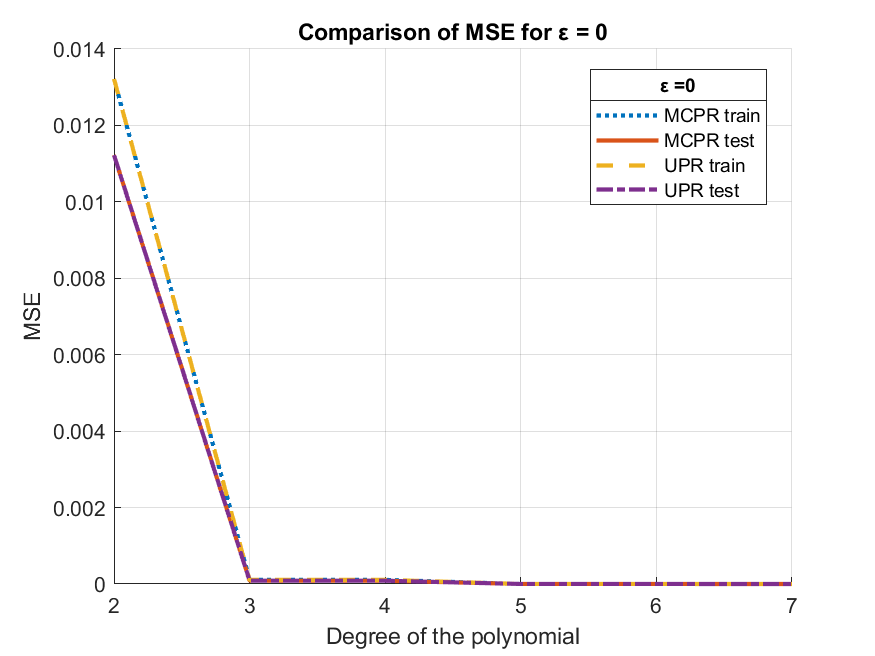 Comparison of MSE for ε = 0
0.014
0.012
0.01
0.008
0.006
0.004
0.002
0
MSE
ε =0
MCPR train
MCPR test
UPR train
UPR test
2 3 4 5 6 7
Degree of the polynomial